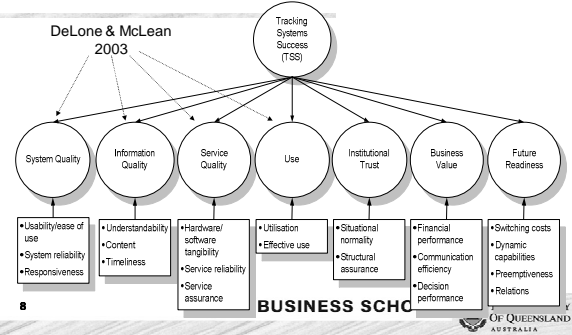 DeLone & McLean
2003
Tracking
Systems
Success
(TSS)
System Quality
Information
Quality
Service
Quality
Use
Institutional
Trust
Business
Value
Future
Readiness
•Usability/ease of
use
•System reliability
•Responsiveness
•Understandability
•Content
•Timeliness
•Hardware/
software
tangibility
•Service reliability
•Service
assurance
•Utilisation
•Effective use
•Situational
normality
•Structural
assurance
•Financial
performance
•Communication
efficiency
•Decision
performance
•Switching costs
•Dynamic
capabilities
•Preemptiveness
•Relations
8
BUSINESS SCHO
Y
OF QUEENSLAND
AUSTRALIA